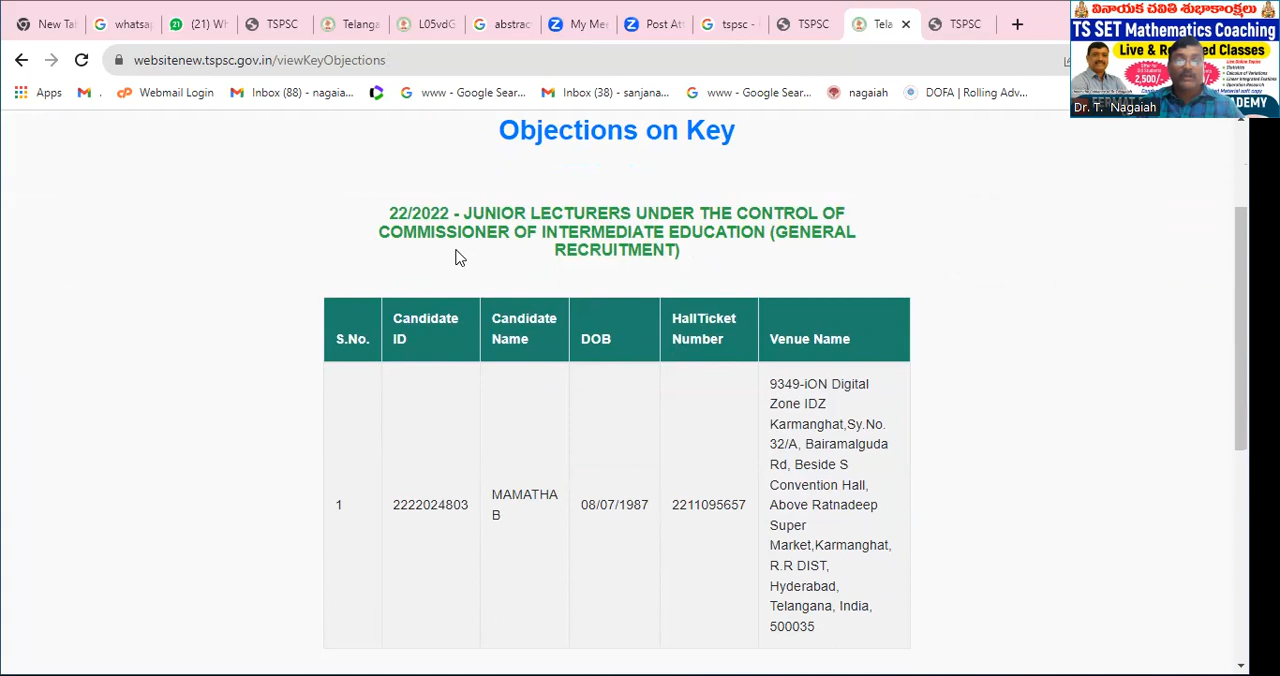 New Ta
whatsa
(21) W
TSPSC
Telang
L05vdG
abstrac
My Me
Post At
tspsc -
TSPSC
Tela
TSPSC
websitenew.tspsc.gov.in/viewKeyObjections
Apps
M .
Webmail Login
Inbox (88) - nagaia...
www - Google Sear...
Inbox (38) - sanjana...
www - Google Sear...
nagaiah
DOFA | Rolling Adv...
వినాయక చవితి శుభాకాంక్షలు
TS SET Mathematics Coaching
Live & Classes
2,500/-
Dr. T. Nagaiah
Objections on Key
22/2022 - JUNIOR LECTURERS UNDER THE CONTROL OF
COMMISSIONER OF INTERMEDIATE EDUCATION (GENERAL
RECRUITMENT)
S.No.
Candidate
ID
Candidate
Name
DOB
HallTicket
Number
Venue Name
1
2222024803
MAMATHA
B
08/07/1987
2211095657
9349-iON Digital
Zone IDZ
Karmanghat,Sy.No.
32/A, Bairamalguda
Rd, Beside S
Convention Hall,
Above Ratnadeep
Super
Market,Karmanghat,
R.R DIST,
Hyderabad,
Telangana, India,
500035